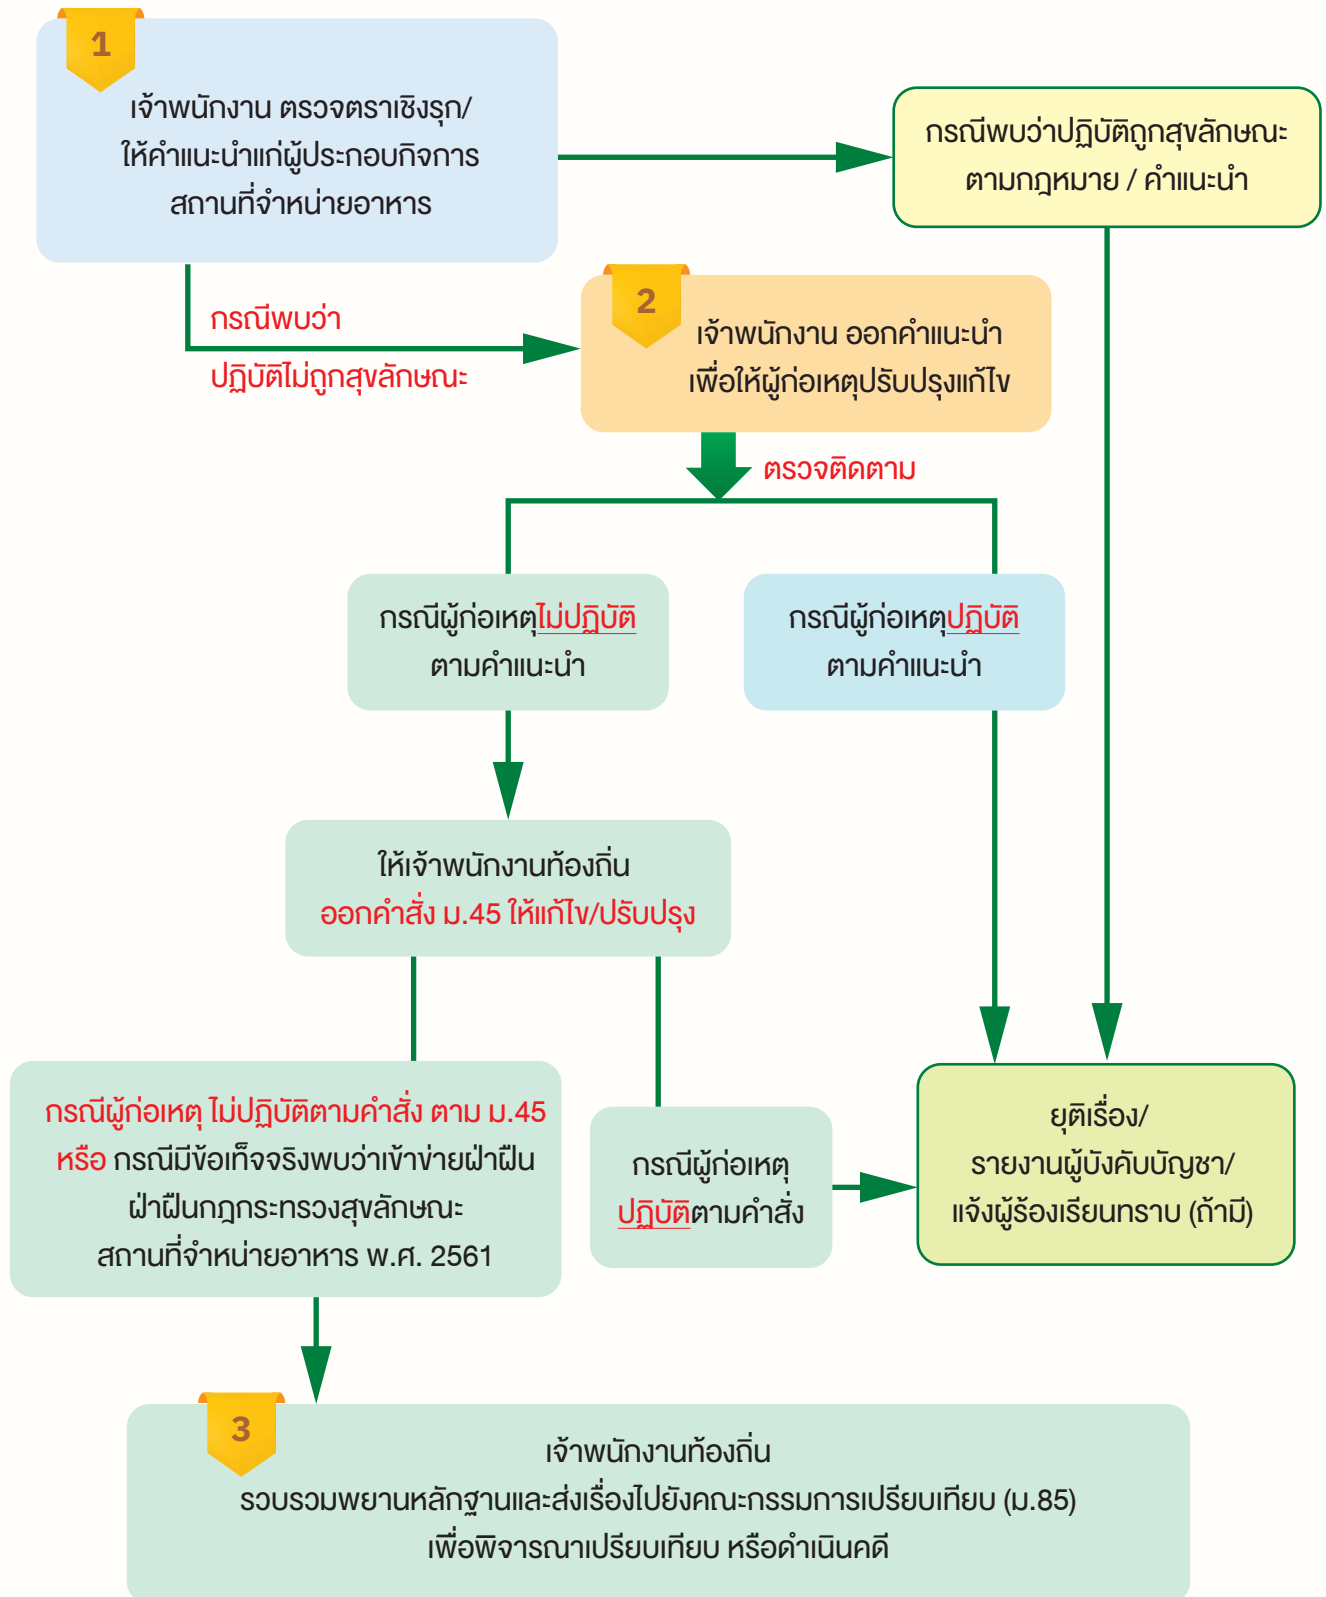 1
เจ้าพนักงาน ตรวจตราเชิงรุก/
ให้คำแนะนำแก่ผู้ประกอบกิจการ
สถานที่จำหน่ายอาหาร
กรณีพบว่าปฏิบัติถูกสุขลักษณะ
ตามกฎหมาย / คำแนะนำ
กรณีพบว่า
ปฏิบัติไม่ถูกสุขลักษณะ
2
เจ้าพนักงาน ออกคำแนะนำ
เพื่อให้ผู้ก่อเหตุปรับปรุงแก้ไข
ตรวจติดตาม
กรณีผู้ก่อเหตุไม่ปฏิบัติ
ตามคำแนะนำ
กรณีผู้ก่อเหตุปฏิบัติ
ตามคำแนะนำ
ให้เจ้าพนักงานท้องถิ่น
ออกคำสั่ง ม.45 ให้แก้ไข/ปรับปรุง
กรณีผู้ก่อเหตุ ไม่ปฏิบัติตามคำสั่ง ตาม ม.45
หรือ กรณีมีข้อเท็จจริงพบว่าเข้าข่ายฝ่าฝืน
ฝ่าฝืนกฎกระทรวงสุขลักษณะ
สถานที่จำหน่ายอาหาร พ.ศ. 2561
กรณีผู้ก่อเหตุ
ปฏิบัติตามคำสั่ง
ยุติเรื่อง/
รายงานผู้บังคับบัญชา/
แจ้งผู้ร้องเรียนทราบ (ถ้ามี)
3
เจ้าพนักงานท้องถิ่น
รวบรวมพยานหลักฐานและส่งเรื่องไปยังคณะกรรมการเปรียบเทียบ (ม.85)
เพื่อพิจารณาเปรียบเทียบ หรือดำเนินคดี